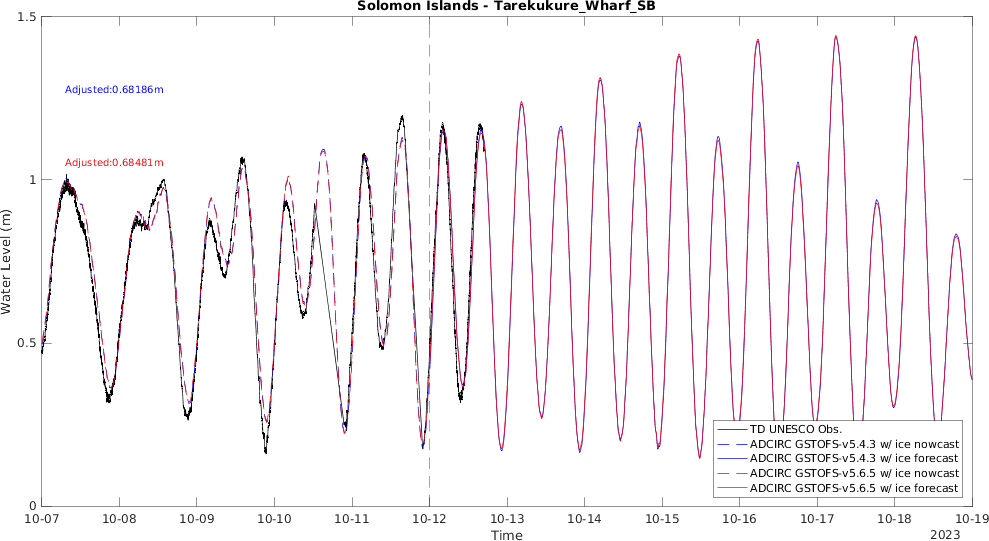 Solomon Islands - Tarekukure_Wharf_SB
1.5
Adjusted:0.68186m
Adjusted:0.68481m
1
Water Level (m)
0.5
TD UNESCO Obs.
ADCIRC GSTOFS-v5.4.3 w/ ice nowcast
ADCIRC GSTOFS-v5.4.3 w/ ice forecast
ADCIRC GSTOFS-v5.6.5 w/ ice nowcast
ADCIRC GSTOFS-v5.6.5 w/ ice forecast
0
10-07 10-08 10-09 10-10 10-11 10-12 10-13 10-14 10-15 10-16 10-17 10-18 10-19
Time 2023